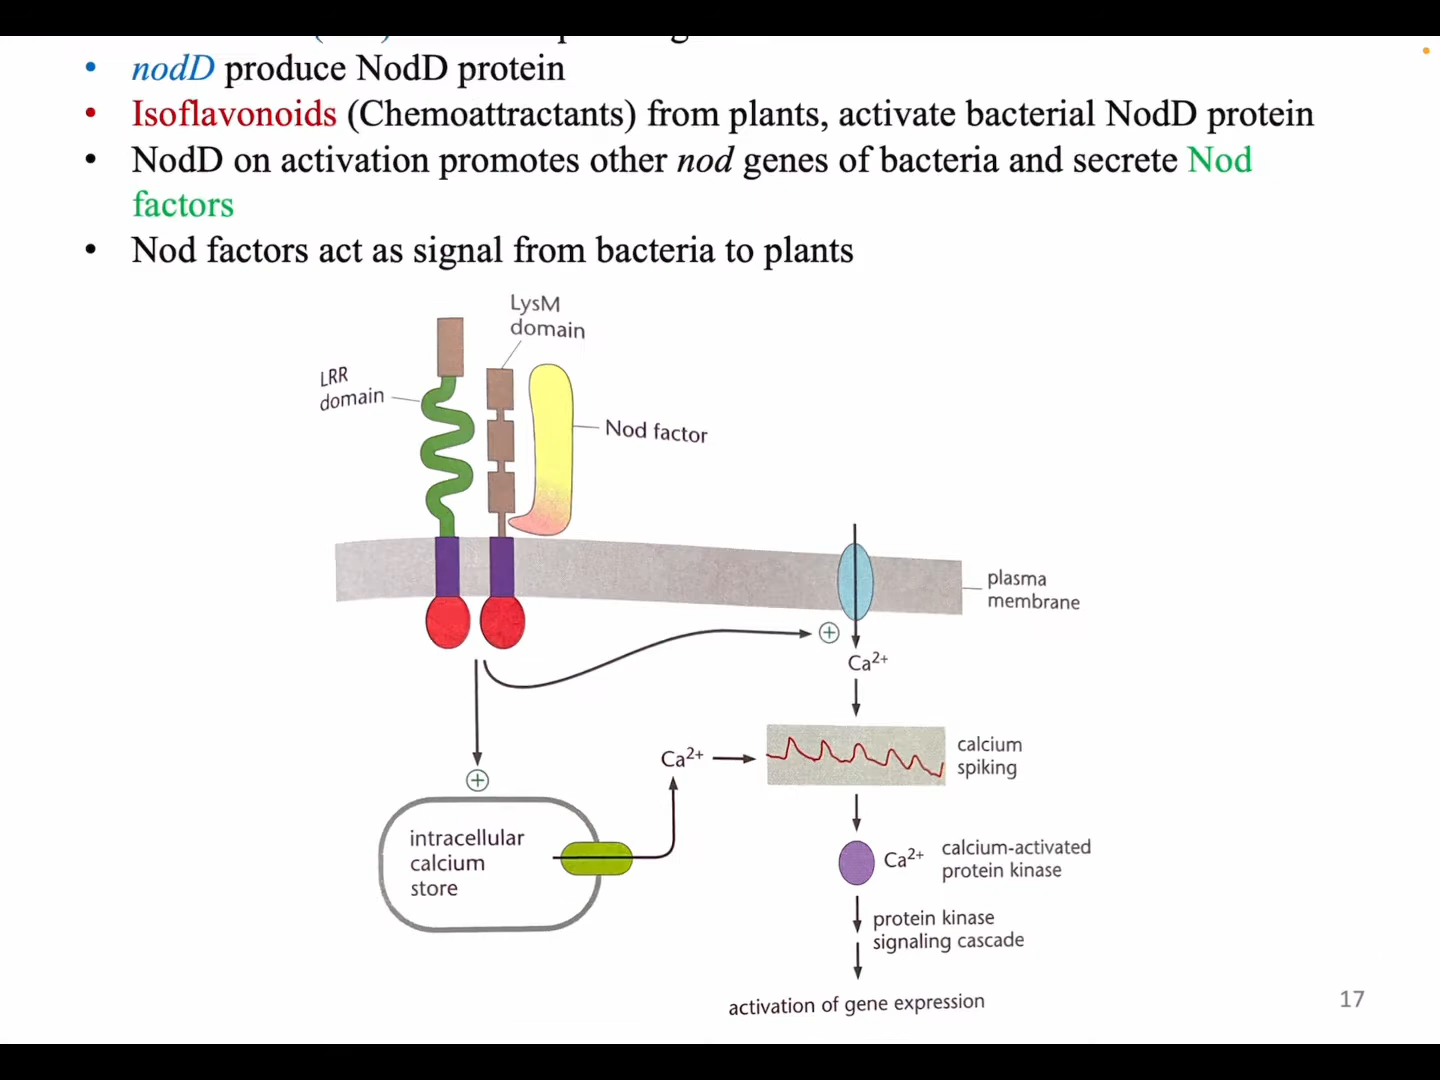 • nodD produce NodD protein
• Isoflavonoids (Chemoattractants) from plants, activate bacterial NodD protein
• NodD on activation promotes other nod genes of bacteria and secrete Nod
factors
• Nod factors act as signal from bacteria to plants
LysM
domain
LRR
domain
Nod factor
plasma
membrane
Ca²⁺
Ca²⁺
calcium
spiking
intracellular
calcium
store
Ca²⁺
calcium-activated
protein kinase
protein kinase
signaling cascade
activation of gene expression
17